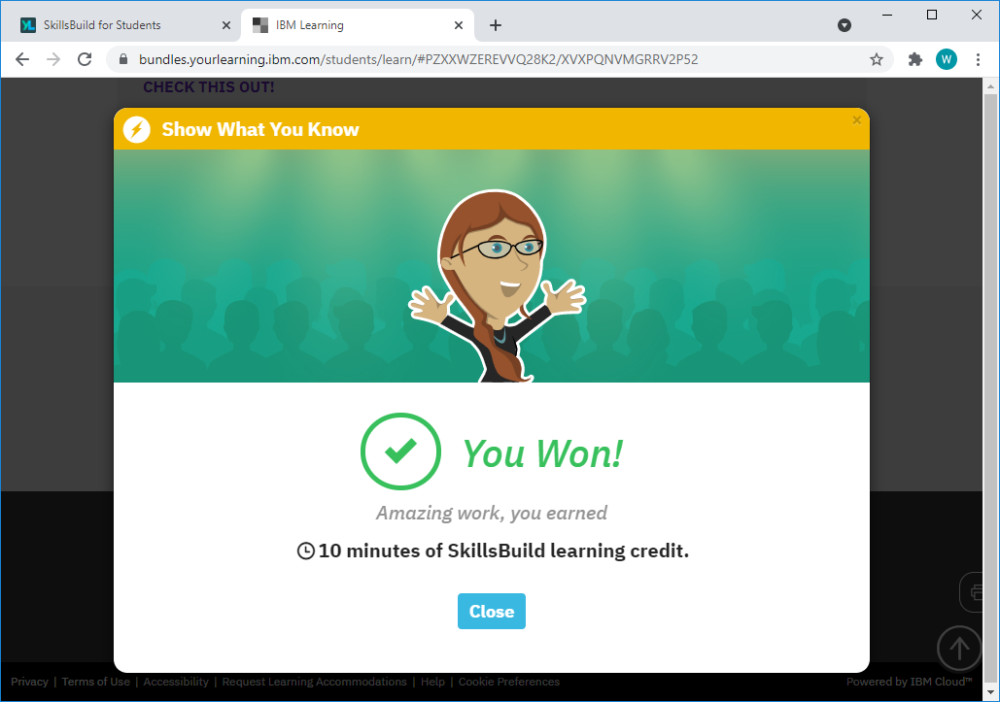 YL SkillsBuild for Students
IBM Learning
bundles.yourlearning.ibm.com/students/learn/#PZXXWZEREVVQ28K2/XVXPQNVMGRRV2P52
W
CHECK THIS OUT!
Show What You Know
You Won!
Amazing work, you earned
10 minutes of SkillsBuild learning credit.
Close
Privacy | Terms of Use | Accessibility | Request Learning Accommodations | Help | Cookie Preferences
Powered by IBM Cloud™